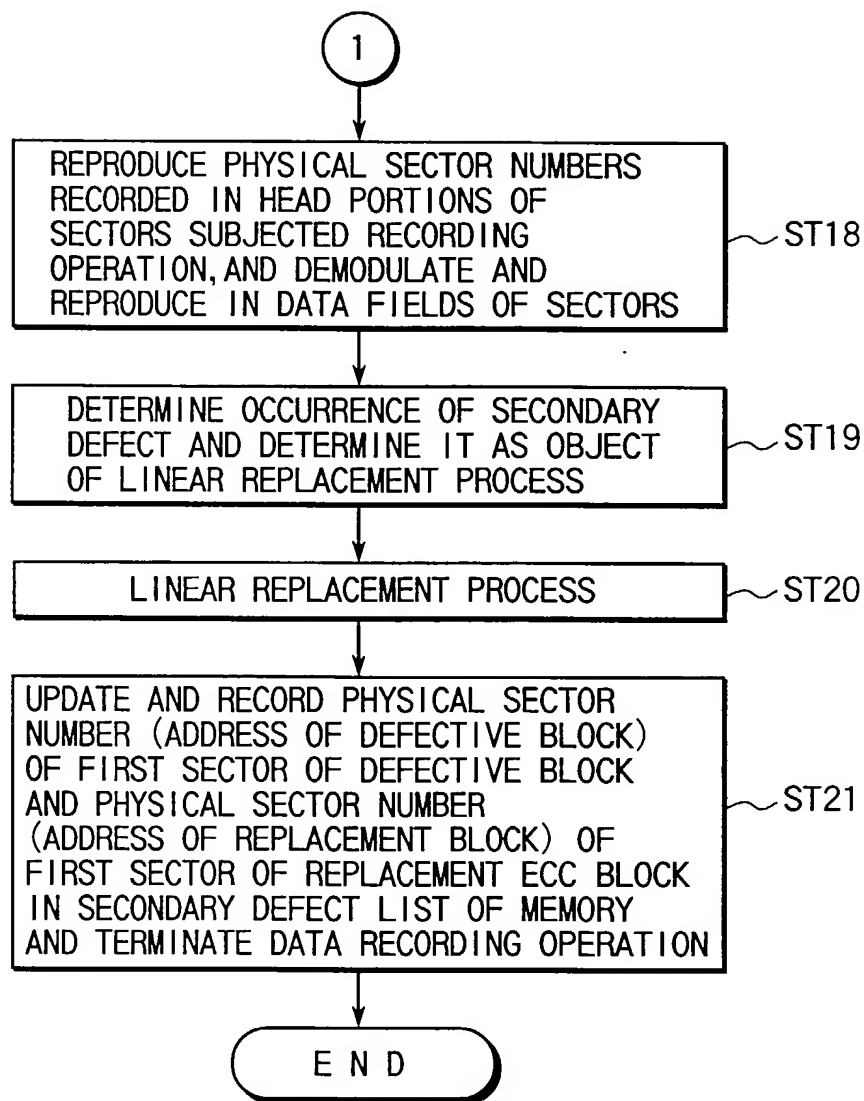 1
REPRODUCE PHYSICAL SECTOR NUMBERS
RECORDED IN HEAD PORTIONS OF
SECTORS SUBJECTED RECORDING
OPERATION, AND DEMODULATE AND
REPRODUCE IN DATA FIELDS OF SECTORS
ST18
DETERMINE OCCURRENCE OF SECONDARY
DEFECT AND DETERMINE IT AS OBJECT
OF LINEAR REPLACEMENT PROCESS
ST19
LINEAR REPLACEMENT PROCESS
ST20
UPDATE AND RECORD PHYSICAL SECTOR
NUMBER (ADDRESS OF DEFECTIVE BLOCK)
OF FIRST SECTOR OF DEFECTIVE BLOCK
AND PHYSICAL SECTOR NUMBER
(ADDRESS OF REPLACEMENT BLOCK) OF
FIRST SECTOR OF REPLACEMENT ECC BLOCK
IN SECONDARY DEFECT LIST OF MEMORY
AND TERMINATE DATA RECORDING OPERATION
ST21
END